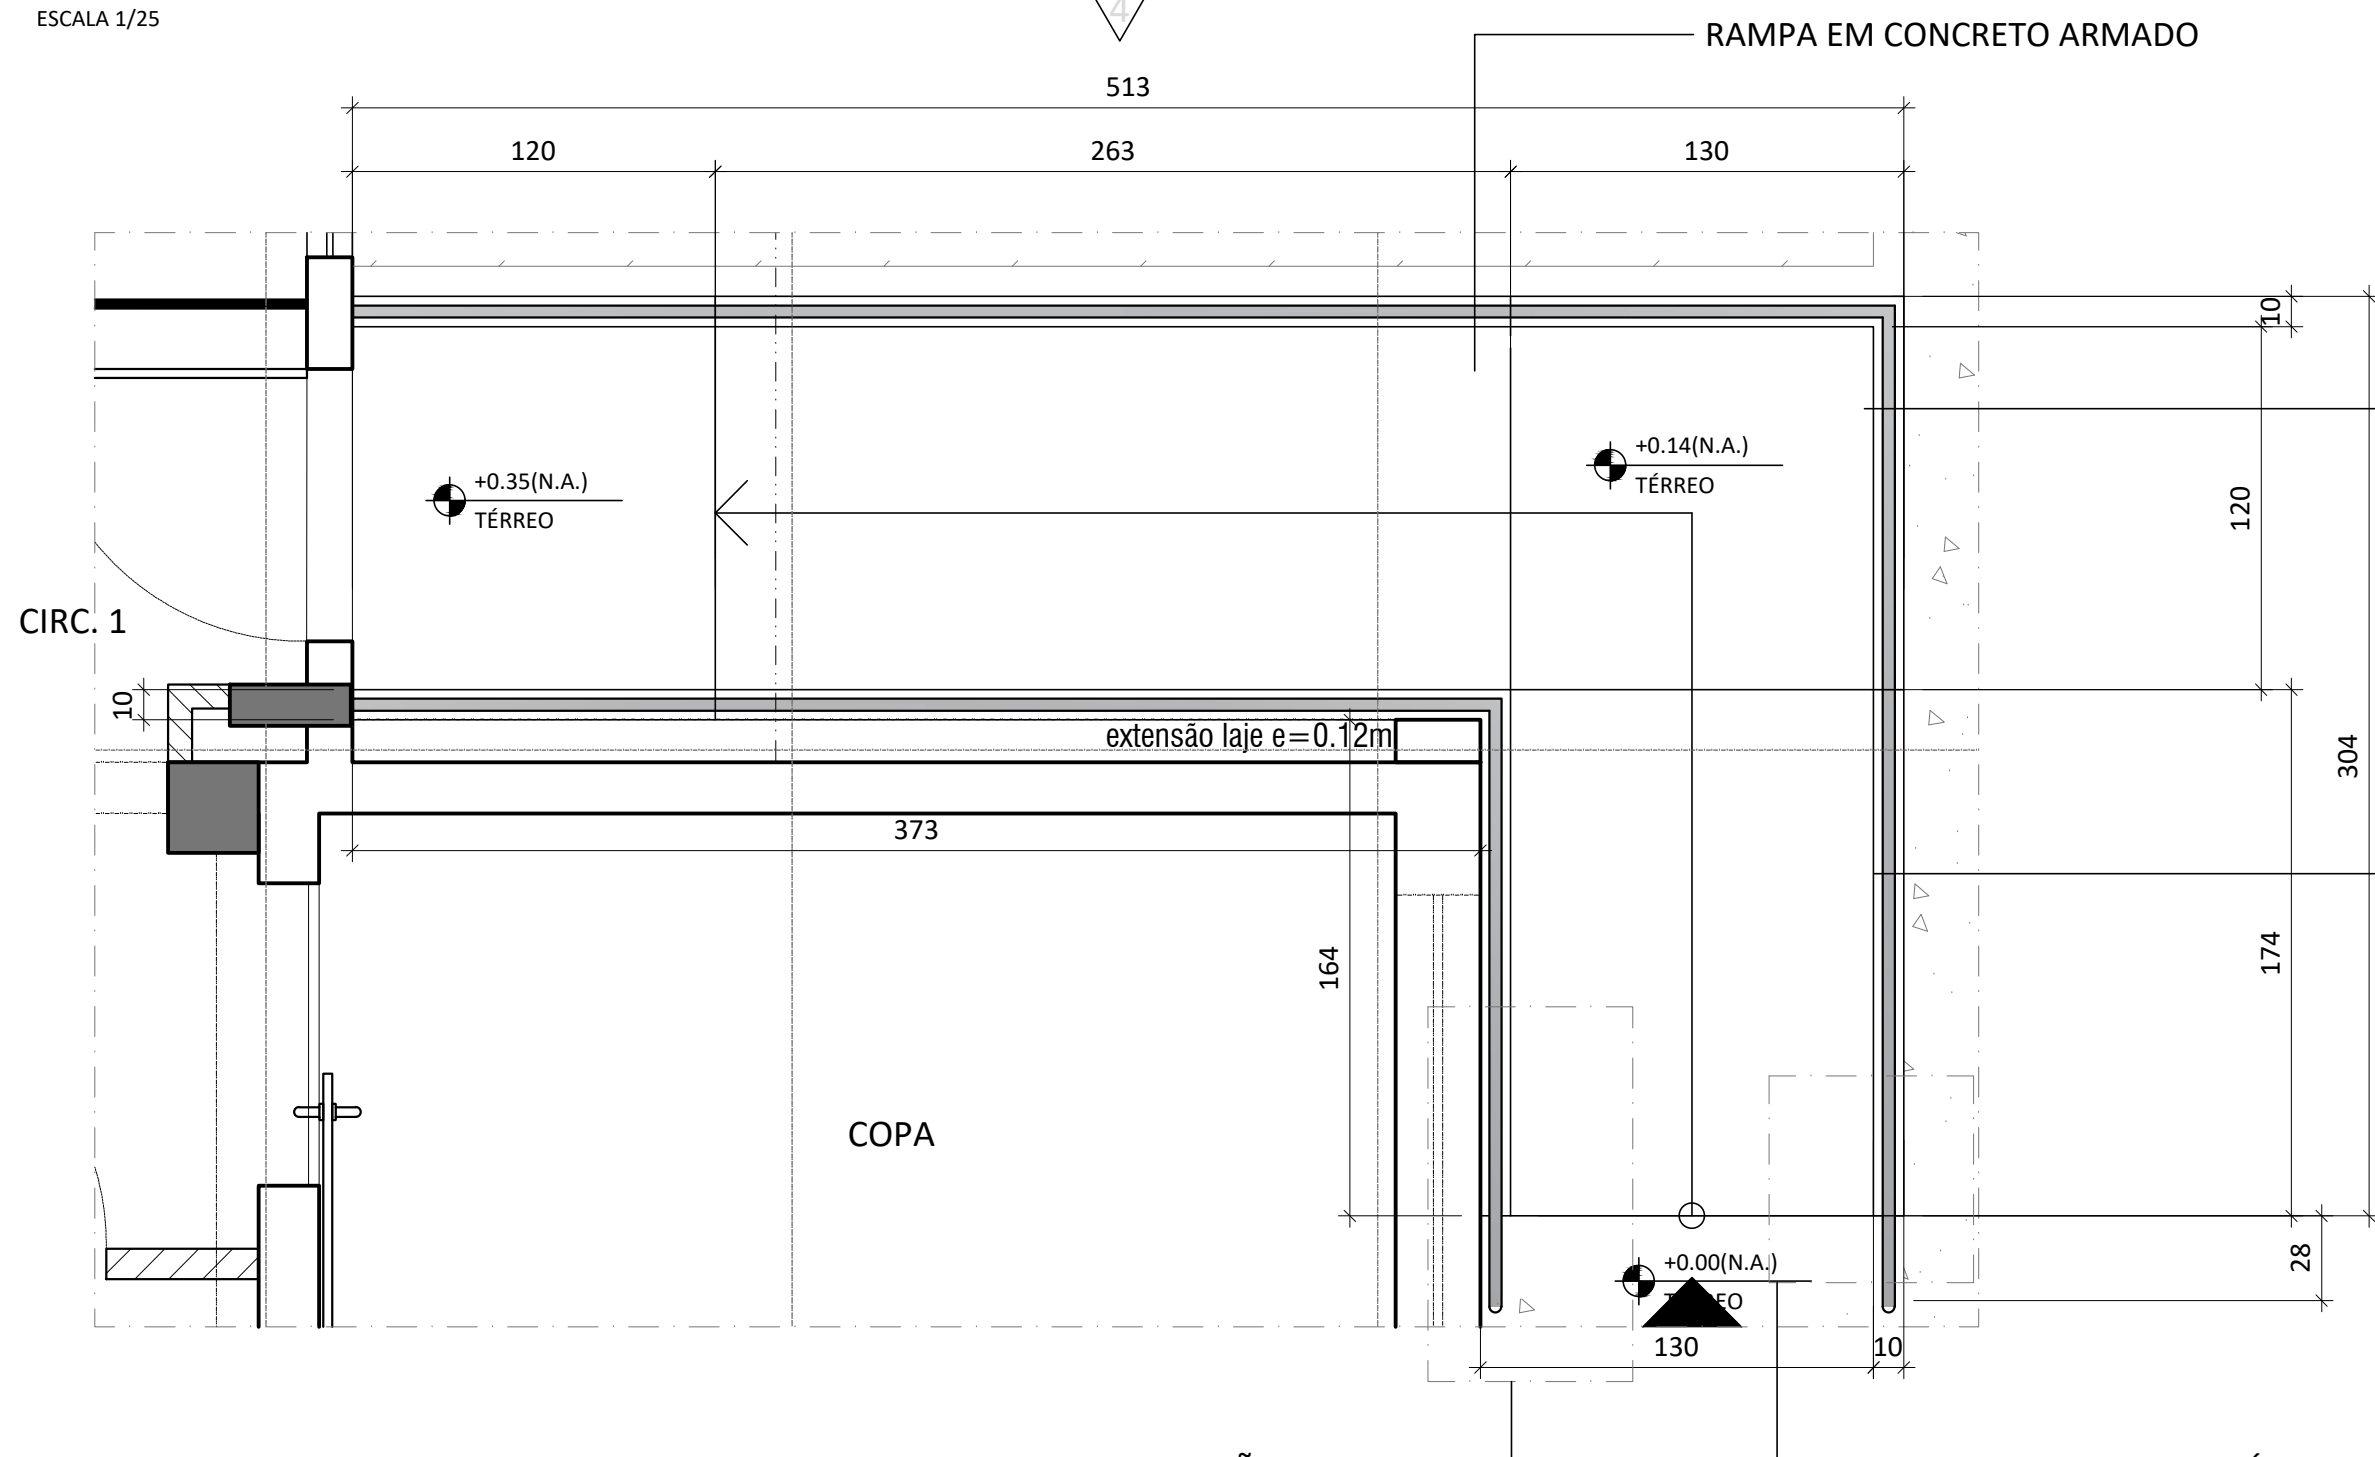 ESCALA 1/25
4
RAMPA EM CONCRETO ARMADO
513
120
263
130
10
+0.14(N.A.)
TÉRREO
+0.35(N.A.)
TÉRREO
120
CIRC. 1
10
extensão laje e=0.12m
304
373
174
164
COPA
28
+0.00(N.A.)
130
10